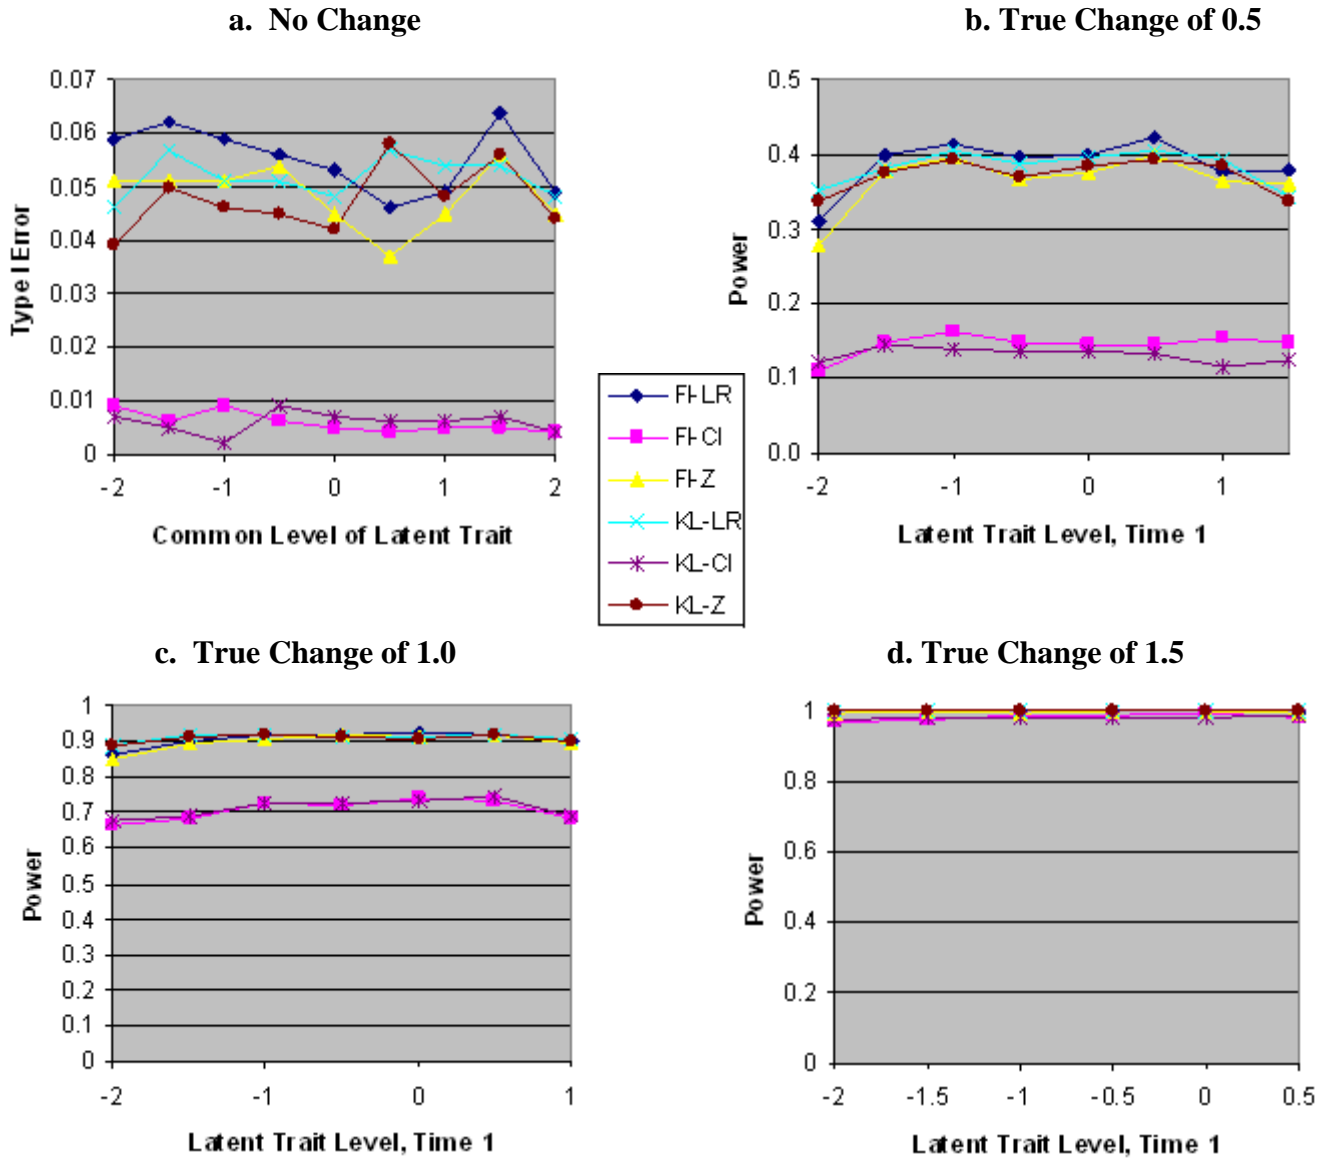 a. No Change
b. True Change of 0.5
0.07
0.06
0.05
0.04
0.03
0.02
0.01
0
Type I Error
-2
-1
0
1
2
Common Level of Latent Trait
0.5
0.4
0.3
0.2
0.1
0.0
Power
-2
-1
0
1
Latent Trait Level, Time 1
FI-LR
FI-CI
FI-Z
KL-LR
KL-CI
KL-Z
c. True Change of 1.0
d. True Change of 1.5
1
0.9
0.8
0.7
0.6
0.5
0.4
0.3
0.2
0.1
0
Power
-2
-1
0
1
Latent Trait Level, Time 1
1
0.8
0.6
0.4
0.2
0
Power
-2
-1.5
-1
-0.5
0
0.5
Latent Trait Level, Time 1